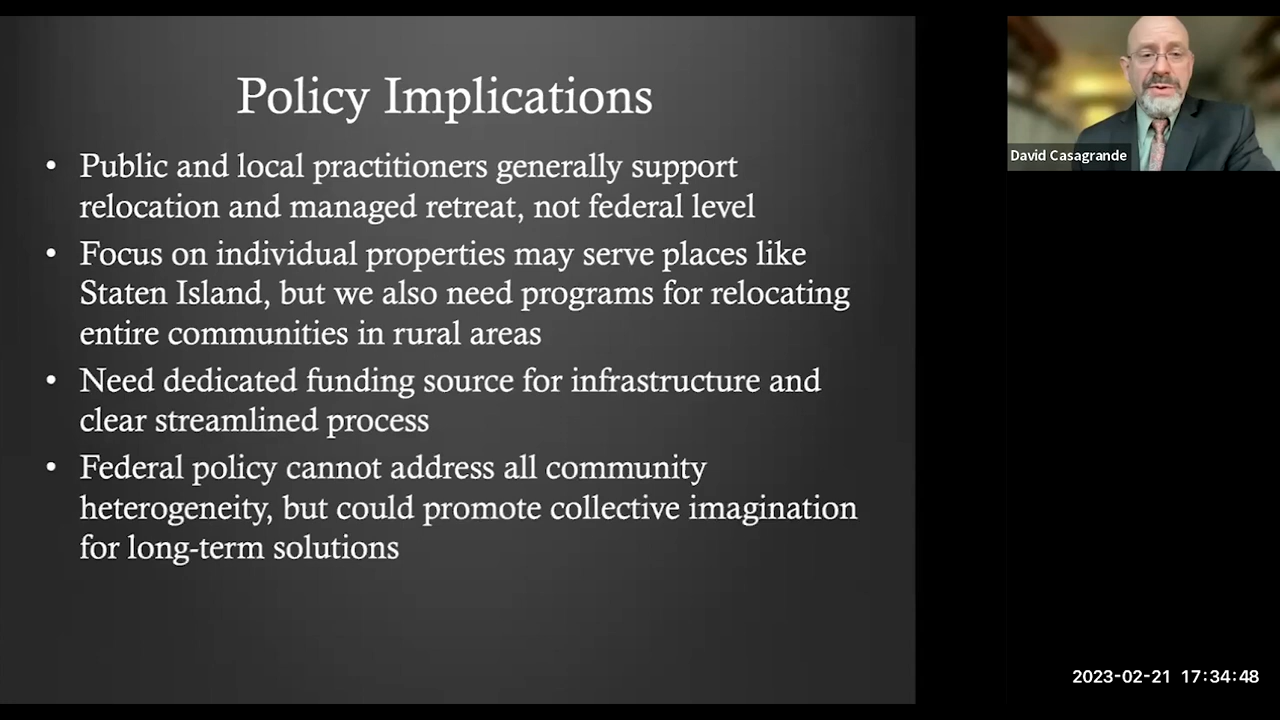 Policy Implications
• Public and local practitioners generally support
relocation and managed retreat, not federal level
• Focus on individual properties may serve places like
Staten Island, but we also need programs for relocating
entire communities in rural areas
• Need dedicated funding source for infrastructure and
clear streamlined process
• Federal policy cannot address all community
heterogeneity, but could promote collective imagination
for long-term solutions
David Casagrande
2023-02-21 17:34:48